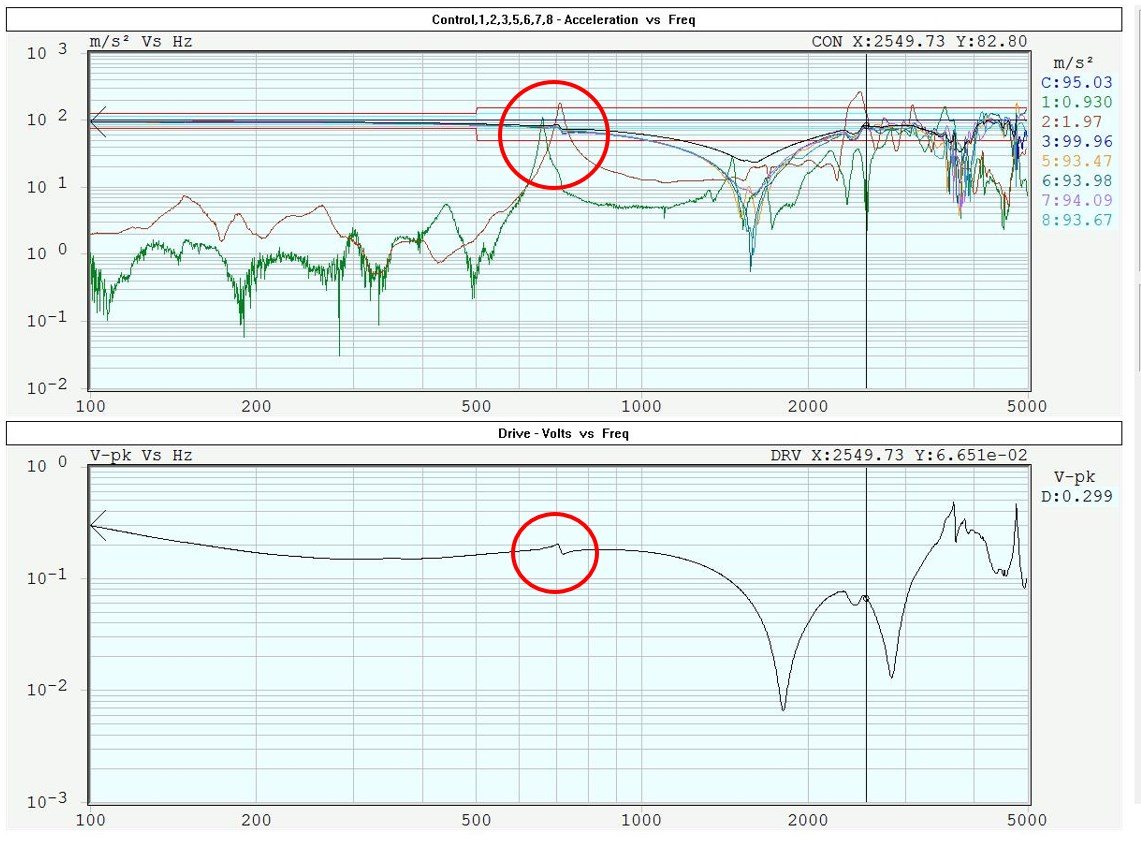 Control,1,2,3,5,6,7,8 - Acceleration vs Freq
m/s² Vs Hz CON X:2549.73 Y:82.80
10 3
10 2
10 1
10 0
10 -1
10 -2
100 200 500 1000 2000 5000
m/s²
C:95.03
1:0.930
2:1.97
3:99.96
5:93.47
6:93.98
7:94.09
8:93.67
Drive - Volts vs Freq
V-pk Vs Hz DRV X:2549.73 Y:6.651e-02
10 0
10 -1
10 -2
10 -3
100 200 500 1000 2000 5000
V-pk
D:0.299